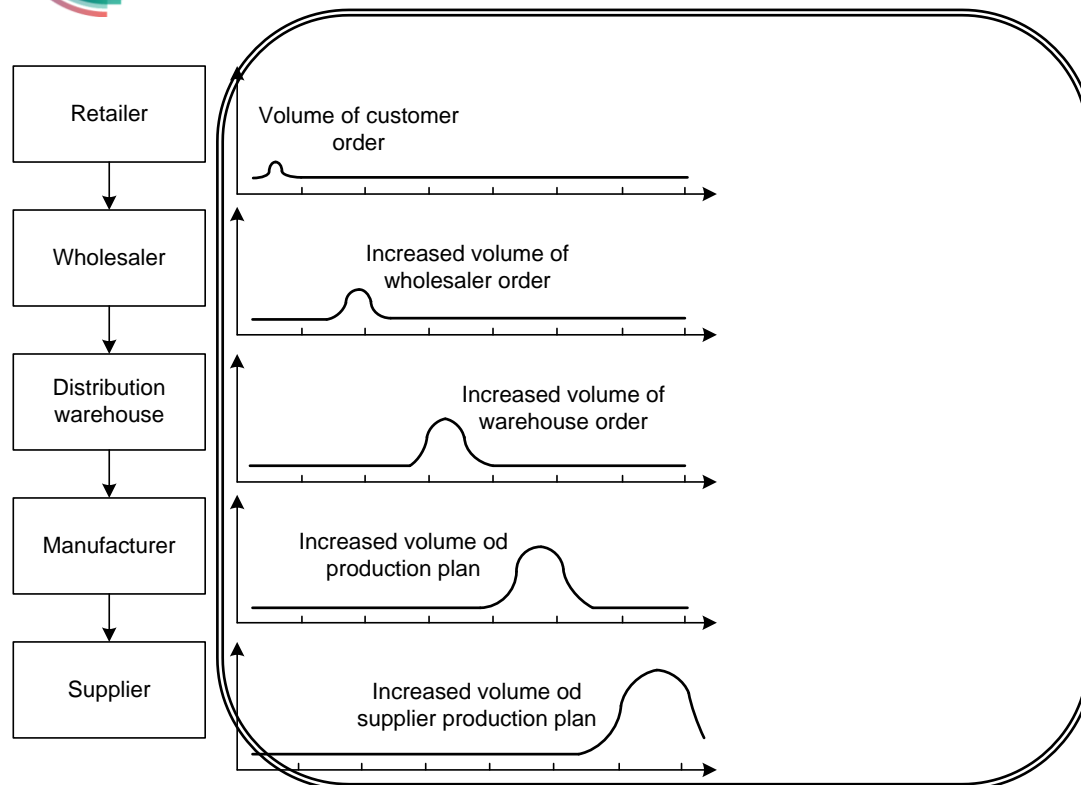 Retailer
Volume of customer
order
Wholesaler
Increased volume of
wholesaler order
Distribution
warehouse
Increased volume of
warehouse order
Manufacturer
Increased volume od
production plan
Supplier
Increased volume od
supplier production plan